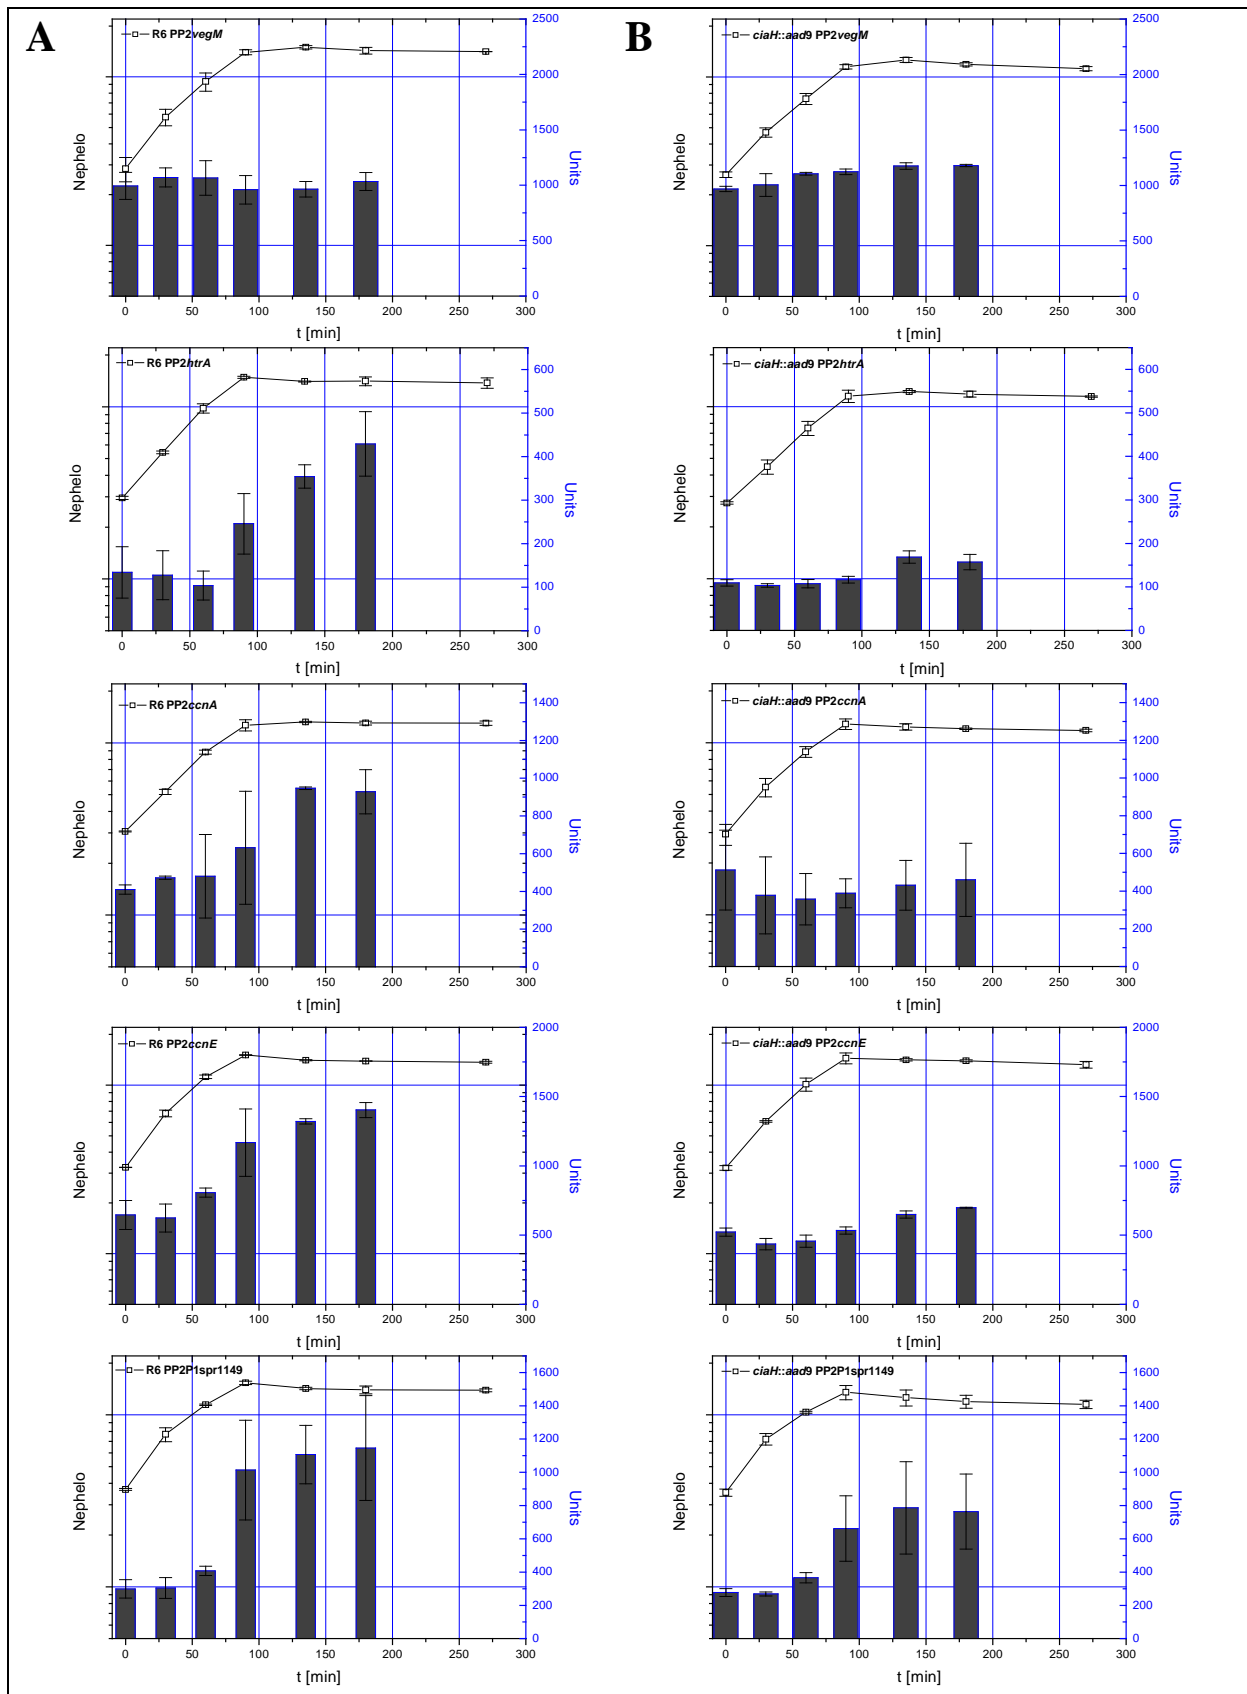 A
R6 PP2vegM
Nephelo
0
500
1000
1500
2000
2500
Units
0 50 100 150 200 250 300
t [min]
B
ciaH::aad9 PP2vegM
Nephelo
0
500
1000
1500
2000
2500
Units
0 50 100 150 200 250 300
t [min]
R6 PP2htrA
Nephelo
0
100
200
300
400
500
600
Units
0 50 100 150 200 250 300
t [min]
ciaH::aad9 PP2htrA
Nephelo
0
100
200
300
400
500
600
Units
0 50 100 150 200 250 300
t [min]
R6 PP2ccnA
Nephelo
0
200
400
600
800
1000
1200
1400
Units
0 50 100 150 200 250 300
t [min]
ciaH::aad9 PP2ccnA
Nephelo
0
200
400
600
800
1000
1200
1400
Units
0 50 100 150 200 250 300
t [min]
R6 PP2ccnE
Nephelo
0
500
1000
1500
2000
Units
0 50 100 150 200 250 300
t [min]
ciaH::aad9 PP2ccnE
Nephelo
0
500
1000
1500
2000
Units
0 50 100 150 200 250 300
t [min]
R6 PP2P1spr1149
Nephelo
0
200
400
600
800
1000
1200
1400
1600
Units
0 50 100 150 200 250 300
t [min]
ciaH::aad9 PP2P1spr1149
Nephelo
0
200
400
600
800
1000
1200
1400
1600
Units
0 50 100 150 200 250 300
t [min]